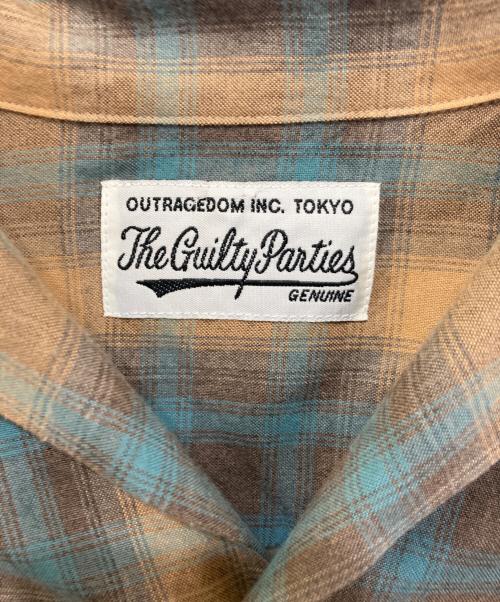 OUTRAGEDOM INC. TOKYO
The Guilty Parties
GENUINE